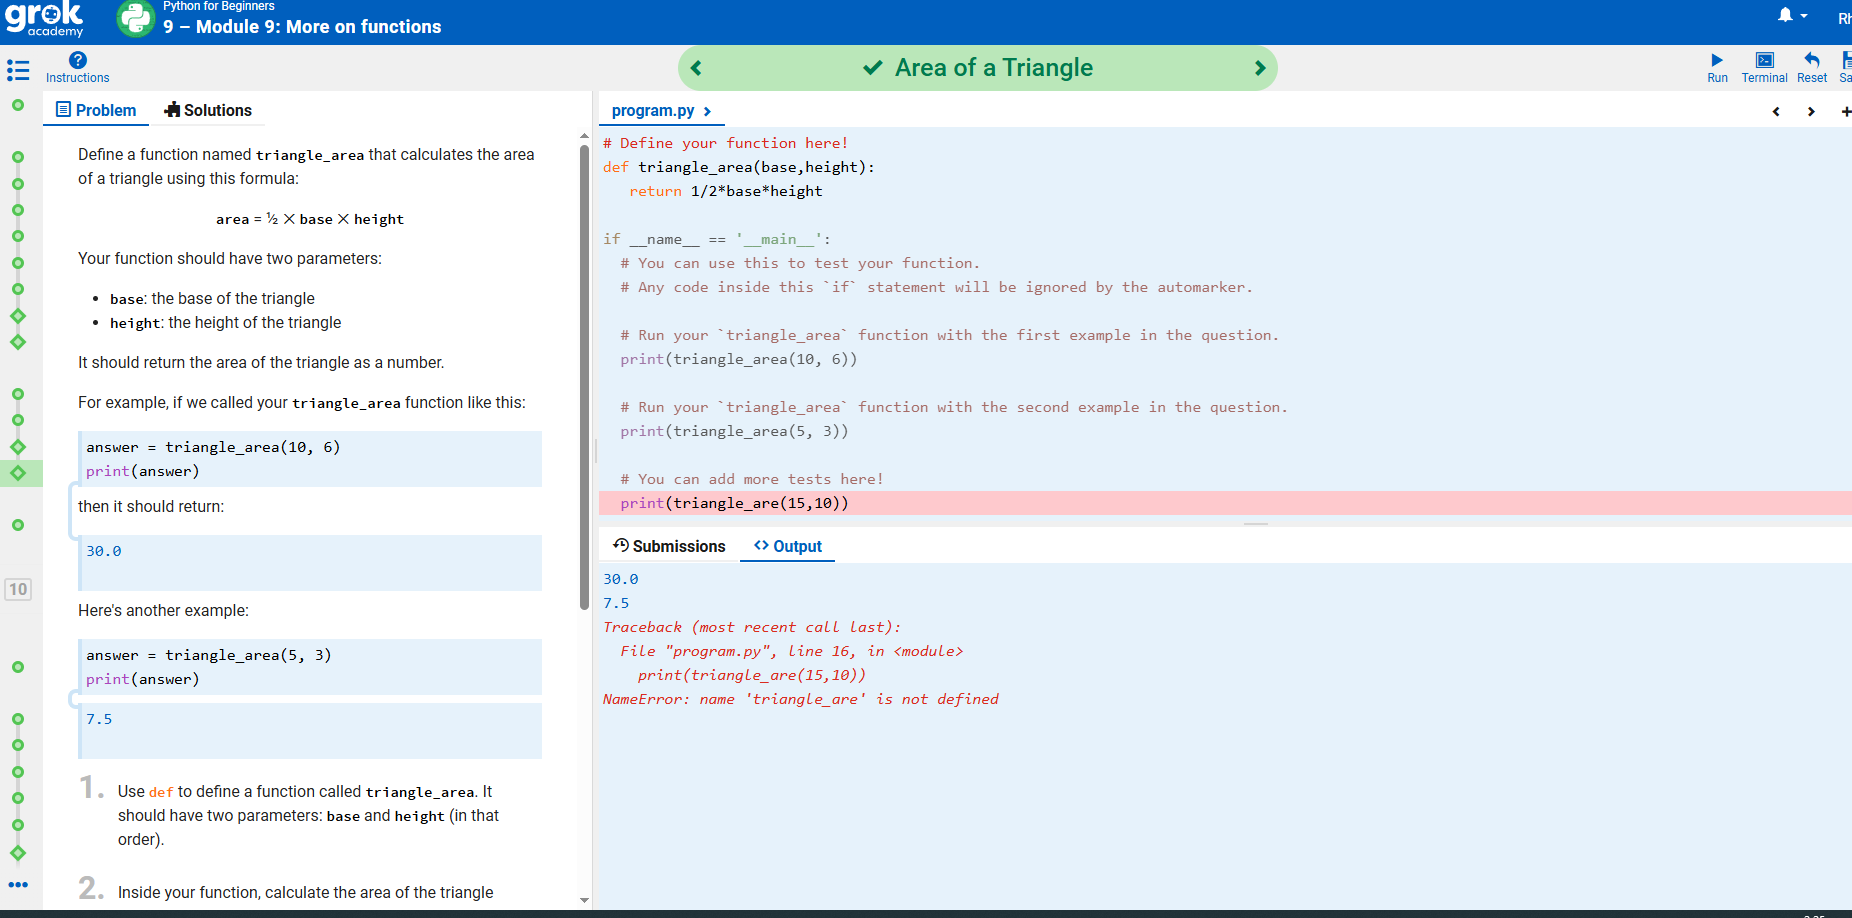 grok
academy
Python for Beginners
9 – Module 9: More on functions
Instructions
Area of a Triangle
Run
Terminal
Reset
Problem
Solutions
Define a function named triangle_area that calculates the area
of a triangle using this formula:
area = ½ × base × height
Your function should have two parameters:
• base: the base of the triangle
• height: the height of the triangle
It should return the area of the triangle as a number.
For example, if we called your triangle_area function like this:
answer = triangle_area(10, 6)
print(answer)
then it should return:
30.0
Here's another example:
answer = triangle_area(5, 3)
print(answer)
7.5
1. Use def to define a function called triangle_area. It
should have two parameters: base and height (in that
order).
2. Inside your function, calculate the area of the triangle
10
program.py
# Define your function here!
def triangle_area(base,height):
   return 1/2*base*height
if __name__ == '__main__':
  # You can use this to test your function.
  # Any code inside this `if` statement will be ignored by the automarker.
  # Run your `triangle_area` function with the first example in the question.
  print(triangle_area(10, 6))
  # Run your `triangle_area` function with the second example in the question.
  print(triangle_area(5, 3))
  # You can add more tests here!
  print(triangle_are(15,10))
Submissions
<> Output
30.0
7.5
Traceback (most recent call last):
  File "program.py", line 16, in <module>
    print(triangle_are(15,10))
NameError: name 'triangle_are' is not defined